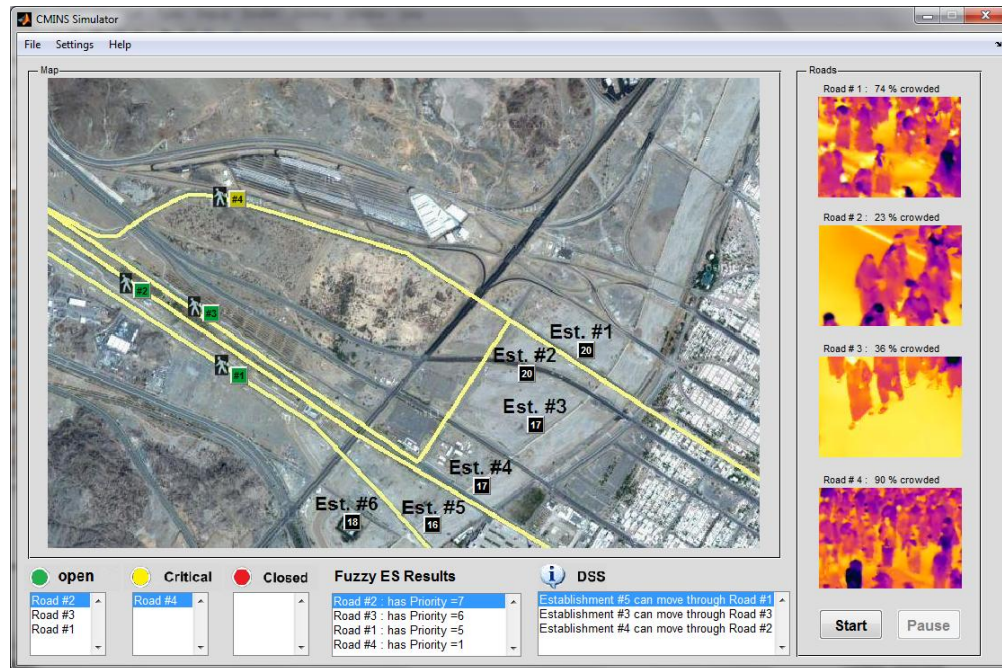 CMINS Simulator
File Settings Help
Map
#4
#2
#3
#1
Est. #1
20
Est. #2
20
Est. #3
17
Est. #4
17
Est. #5
16
Est. #6
18
Roads
Road # 1 : 74 % crowded
Road # 2 : 23 % crowded
Road # 3 : 36 % crowded
Road # 4 : 90 % crowded
Start Pause
open
Road #2
Road #3
Road #1
Critical
Road #4
Closed
Fuzzy ES Results
Road #2 : has Priority =7
Road #3 : has Priority =6
Road #1 : has Priority =5
Road #4 : has Priority =1
DSS
Establishment #5 can move through Road #1
Establishment #3 can move through Road #3
Establishment #4 can move through Road #2